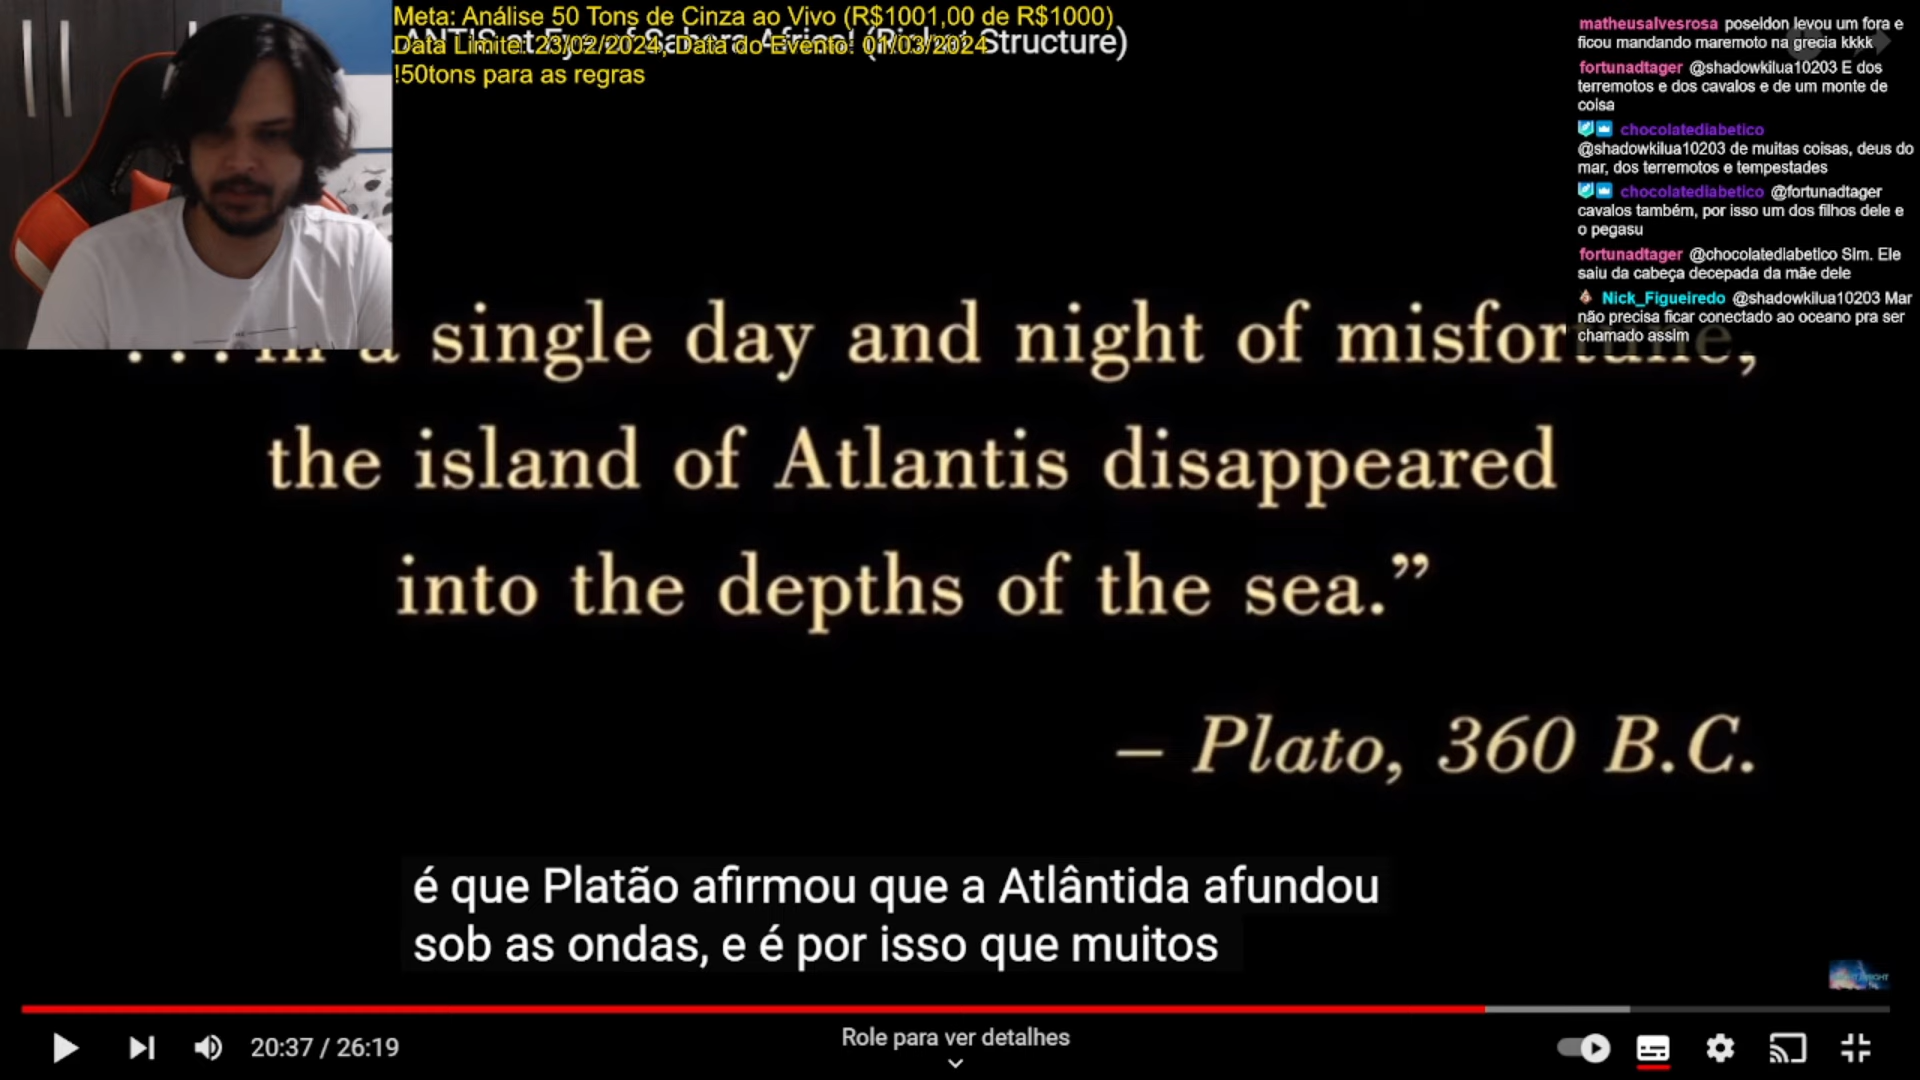 Meta: Análise 50 Tons de Cinza ao Vivo (R$1001,00 de R$1000)
Data Limite: 23/02/2024, Data do Evento: 01/03/2024
Structure)
!50tons para as regras
matheusalvesrosa poseidon levou um fora e
ficou mandando maremoto na grecia kkkk
fortunadtager @shadowkilua10203 E dos
terremotos e dos cavalos e de um monte de
coisa
chocolatediabetico
@shadowkilua10203 de muitas coisas, deus do
mar, dos terremotos e tempestades
chocolatediabetico @fortunadtager
cavalos também, por isso um dos filhos dele e
o pegasu
fortunadtager @chocolatediabetico SIm. Ele
saiu da cabeça decepada da mãe dele
Nick_Figueiredo @shadowkilua10203 Mar
não precisa ficar conectado ao oceano pra ser
chamado assim
...in a single day and night of misfortune,
the island of Atlantis disappeared
into the depths of the sea.”
– Plato, 360 B.C.
é que Platão afirmou que a Atlântida afundou
sob as ondas, e é por isso que muitos
20:37 / 26:19
Role para ver detalhes